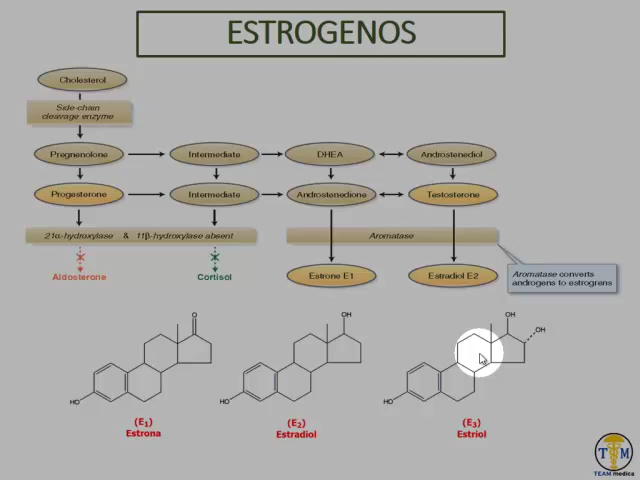 ESTROGENOS
Cholesterol
Side-chain
cleavage enzyme
Pregnenolone
Intermediate
DHEA
Androstenediol
Progesterone
Intermediate
Androstenedione
Testosterone
21α-hydroxylase & 11β-hydroxylase absent
Aromatase
Aldosterone
Cortisol
Estrone E1
Estradiol E2
Aromatase converts
androgens to estrogrens
O
HO
OH
HO
OH
OH
HO
(E1)
Estrona
(E2)
Estradiol
(E3)
Estriol
T M
TEAM medica